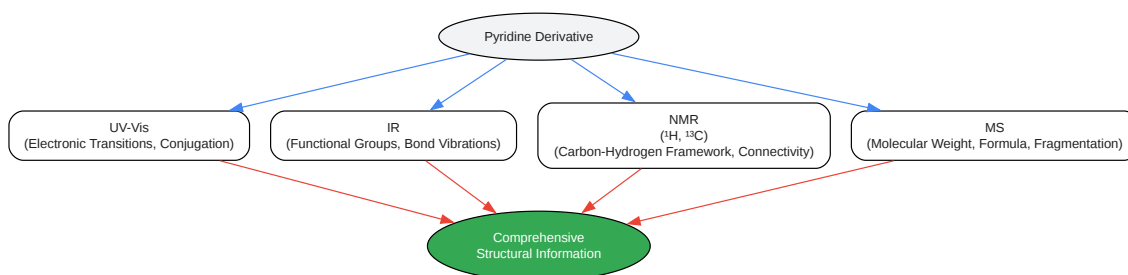 Pyridine Derivative
UV-Vis
(Electronic Transitions, Conjugation)
IR
(Functional Groups, Bond Vibrations)
NMR
(¹H, ¹³C)
(Carbon-Hydrogen Framework, Connectivity)
MS
(Molecular Weight, Formula, Fragmentation)
Comprehensive
Structural Information